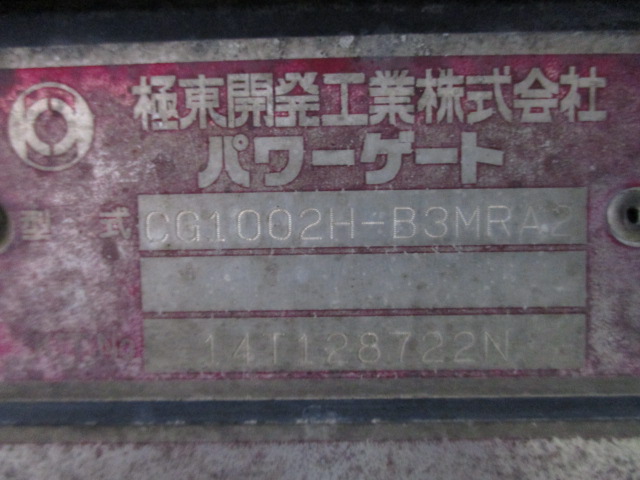 極東開発工業株式会社
パワーゲート
型式 CG1002H-B3MRA2
No 14T128722N